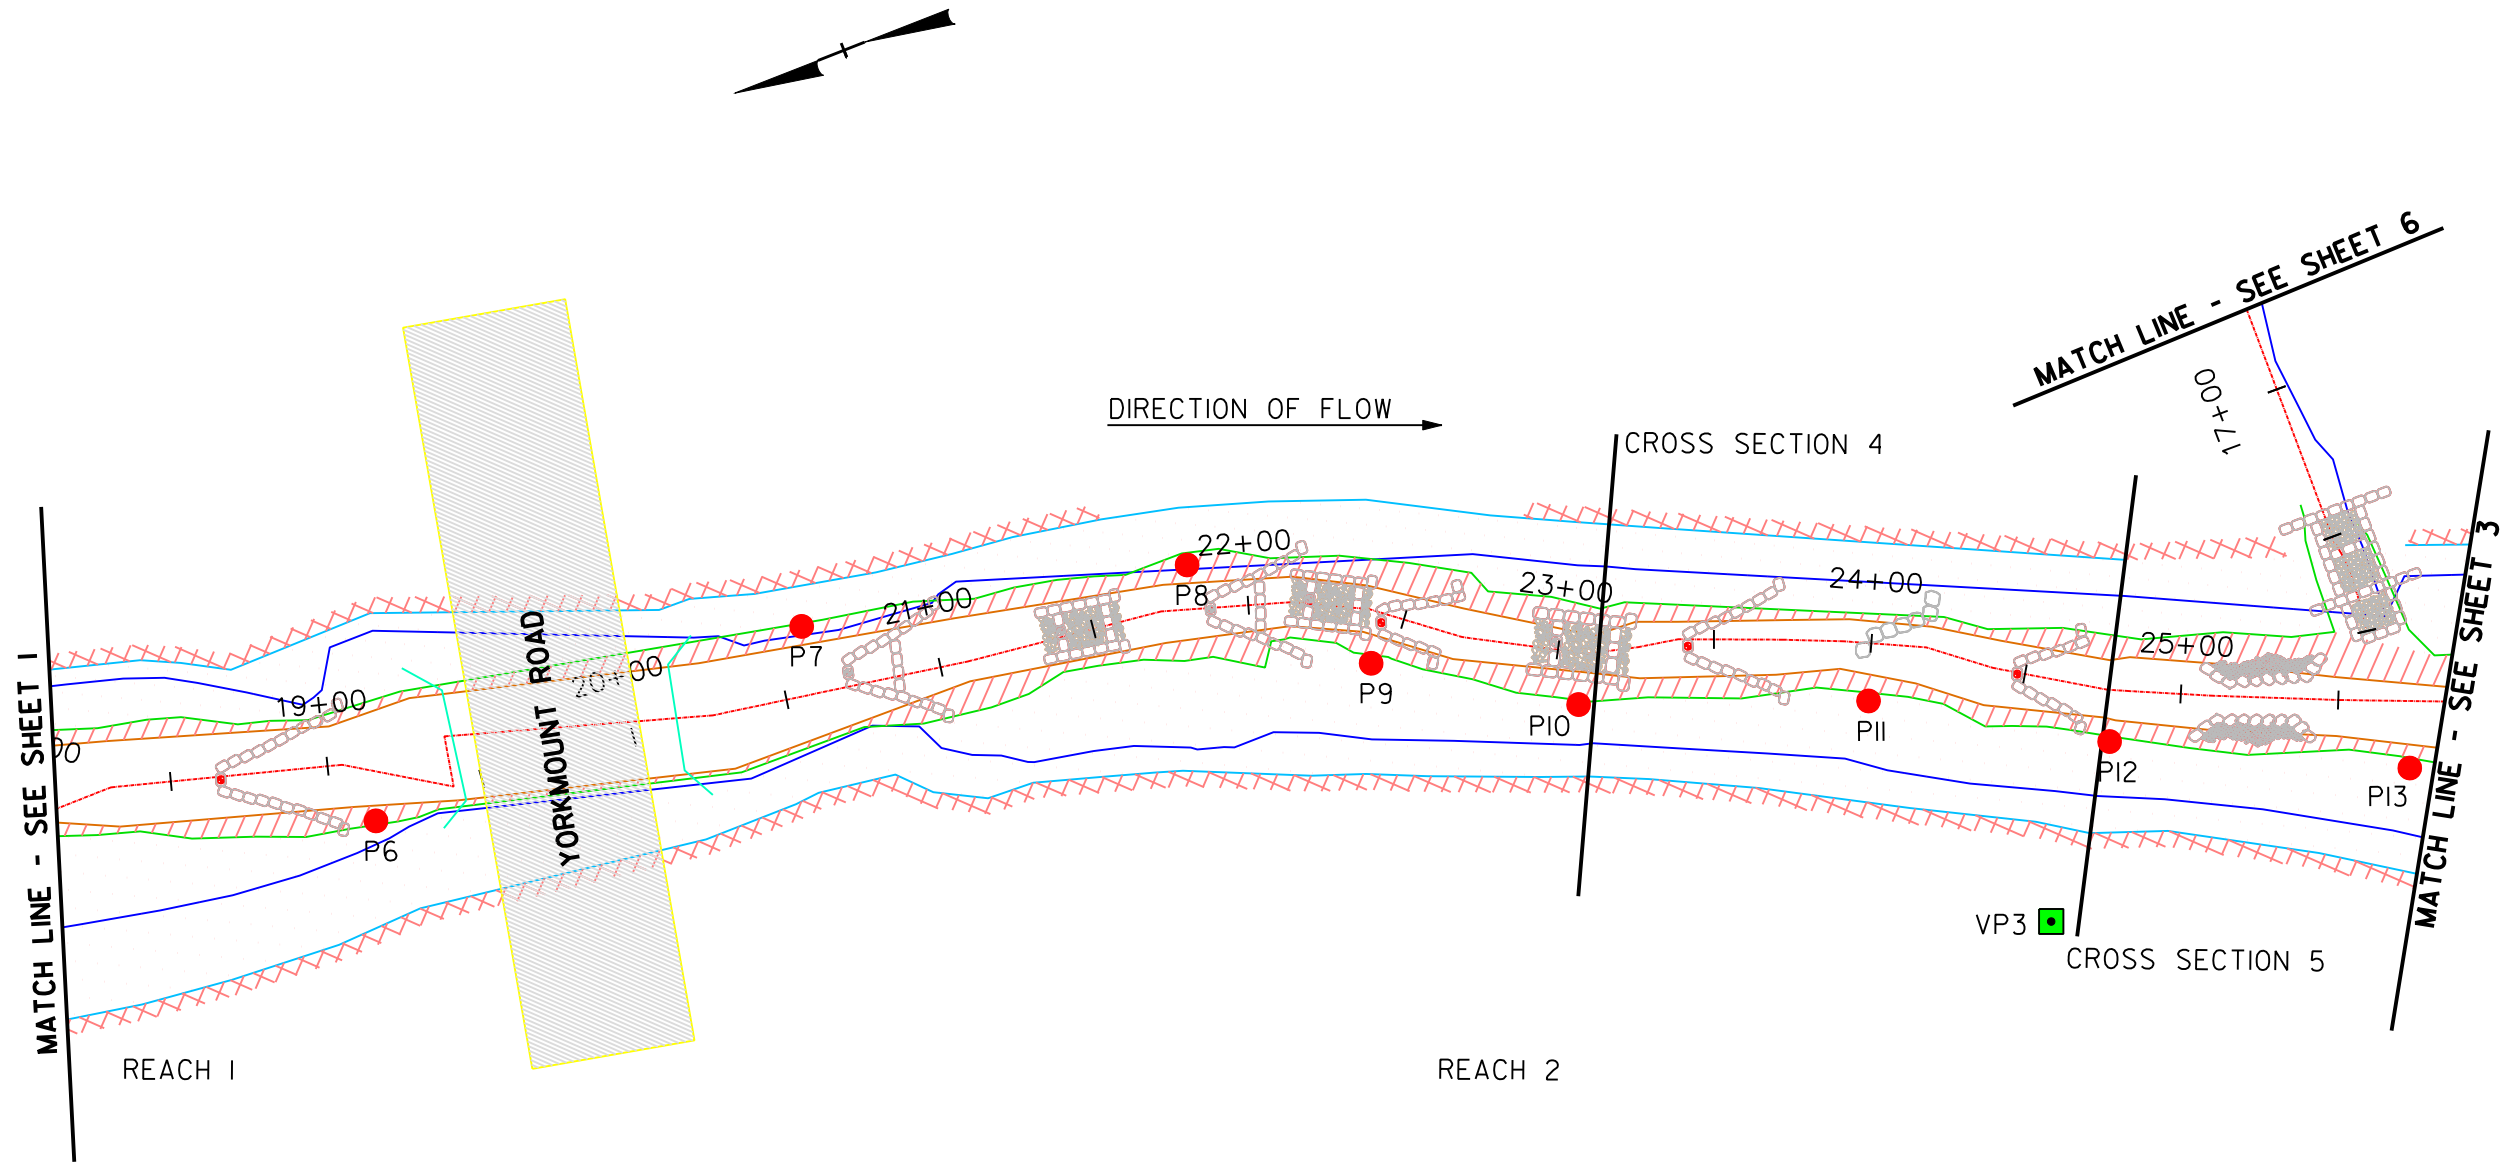 MATCH LINE - SEE SHEET 6
17+00
DIRECTION OF FLOW
CROSS SECTION 4
MATCH LINE - SEE SHEET 1
MATCH LINE - SEE SHEET 3
22+00
P8
23+00
24+00
21+00
P7
25+00
YORKMOUNT ROAD
20+00
19+00
P9
P10
P11
P12
P13
00
P6
VP3
CROSS SECTION 5
REACH 1
REACH 2